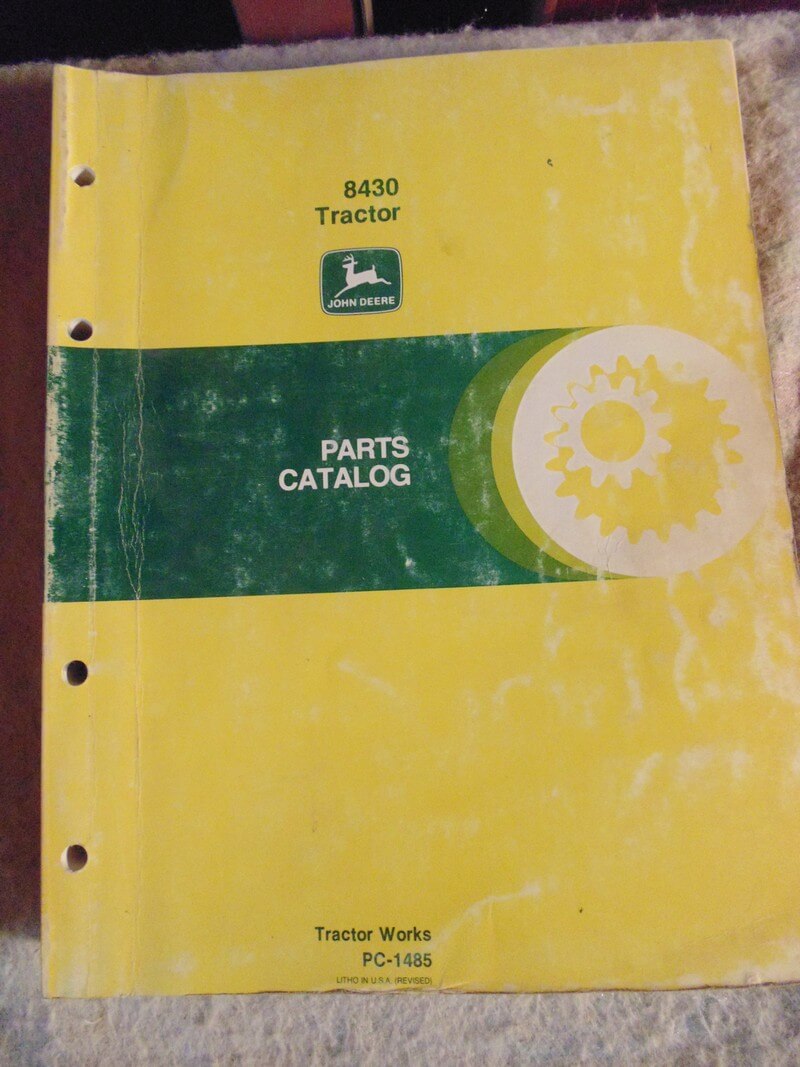 8430
Tractor
JOHN DEERE
PARTS
CATALOG
Tractor Works
PC-1485
LITHO IN U.S.A. (REVISED)